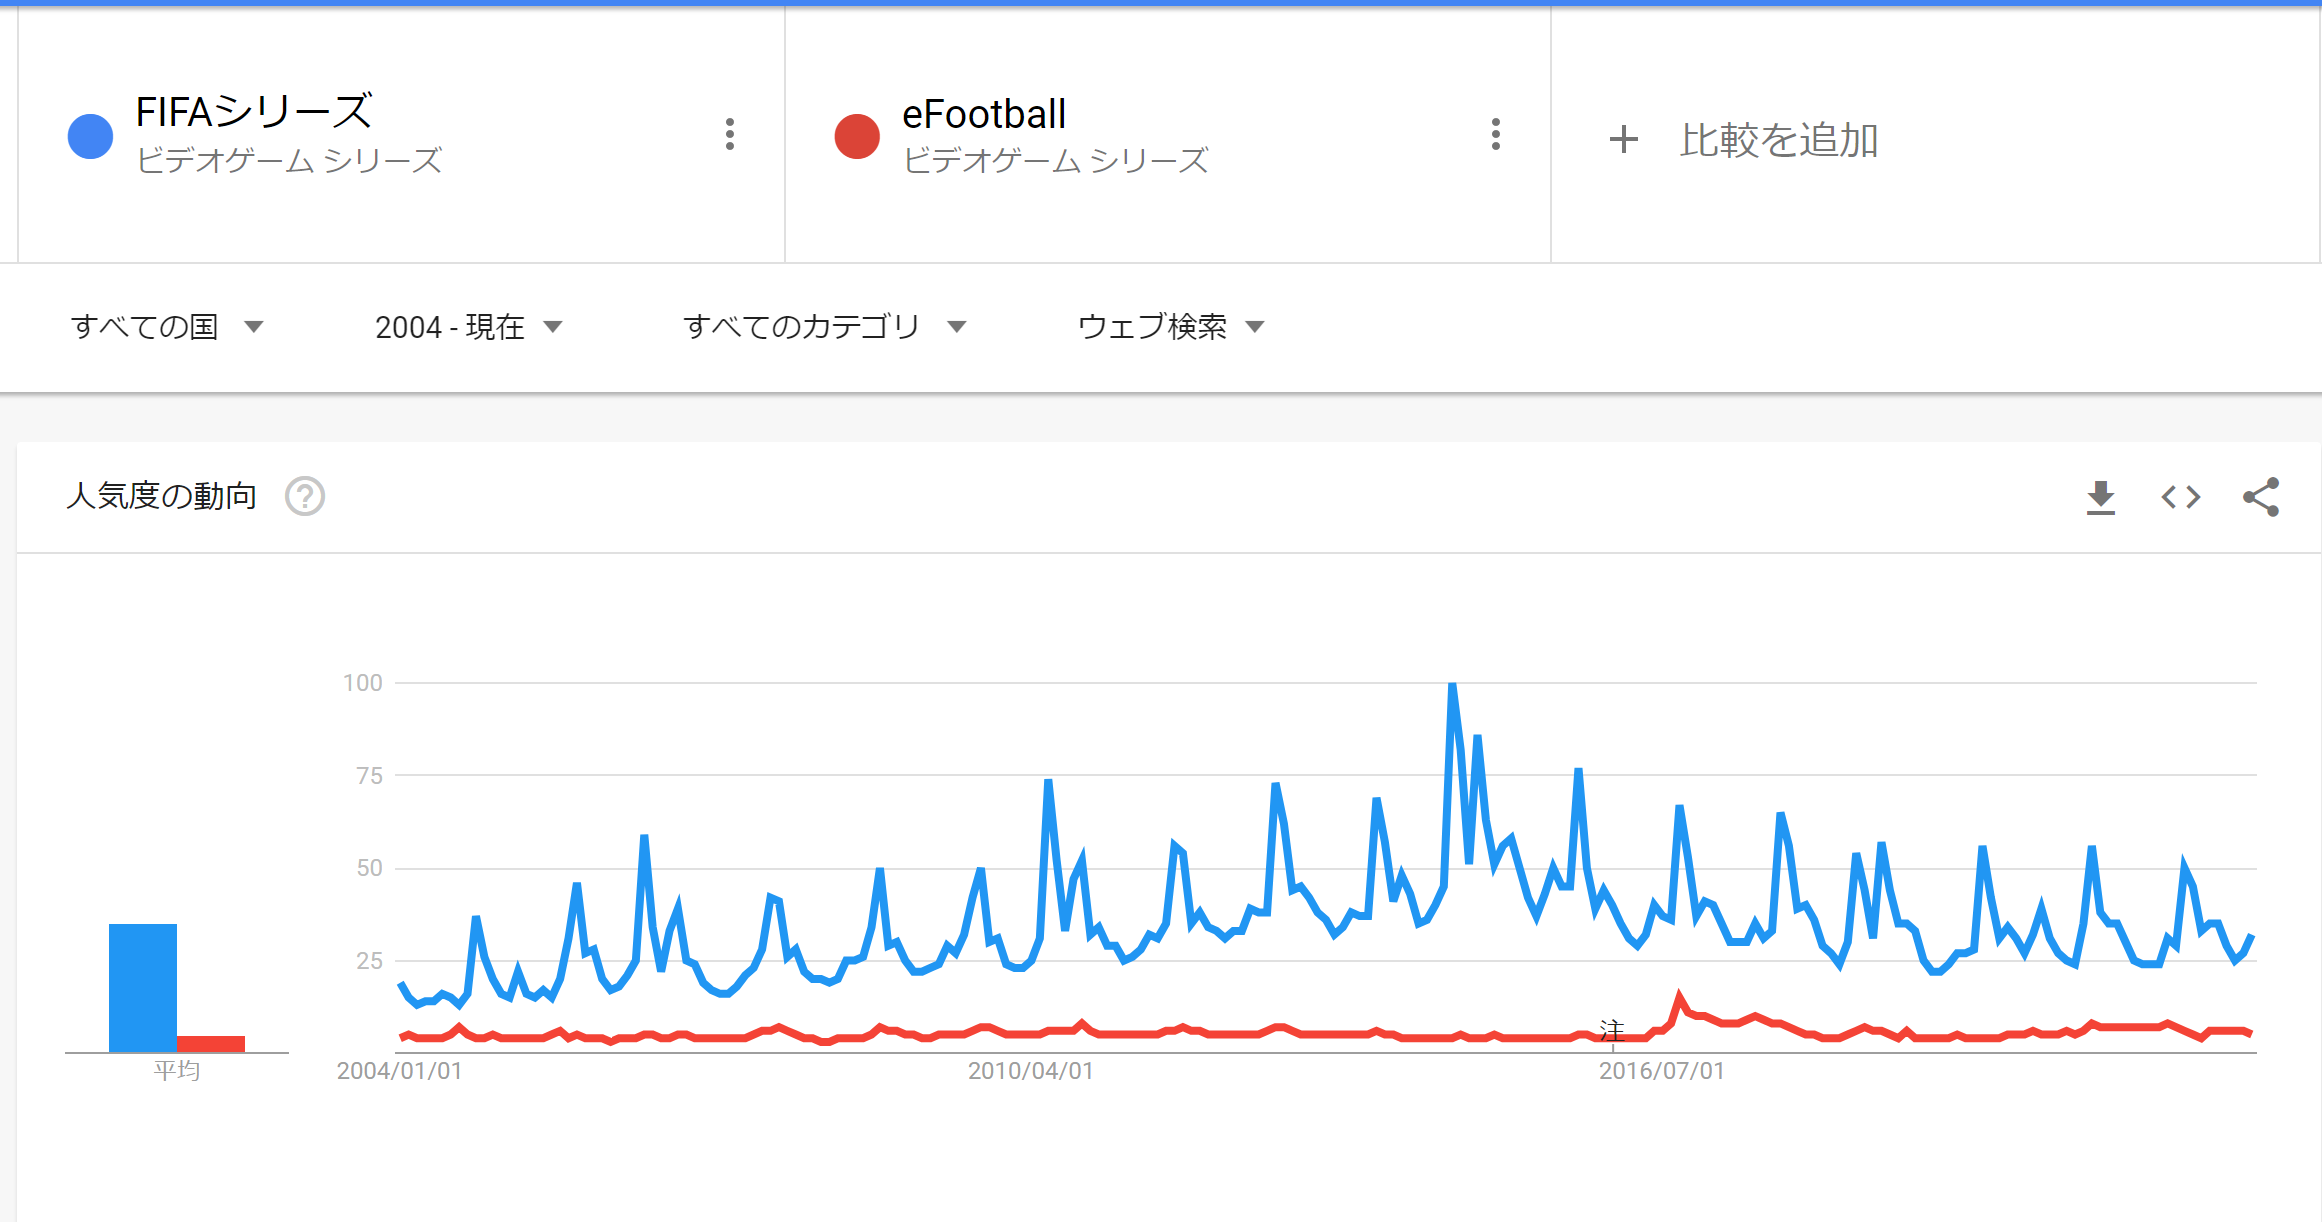 FIFAシリーズ
ビデオゲーム シリーズ
eFootball
ビデオゲーム シリーズ
+ 比較を追加
すべての国
2004 - 現在
すべてのカテゴリ
ウェブ検索
人気度の動向
?
100
75
50
25
注
平均
2004/01/01
2010/04/01
2016/07/01